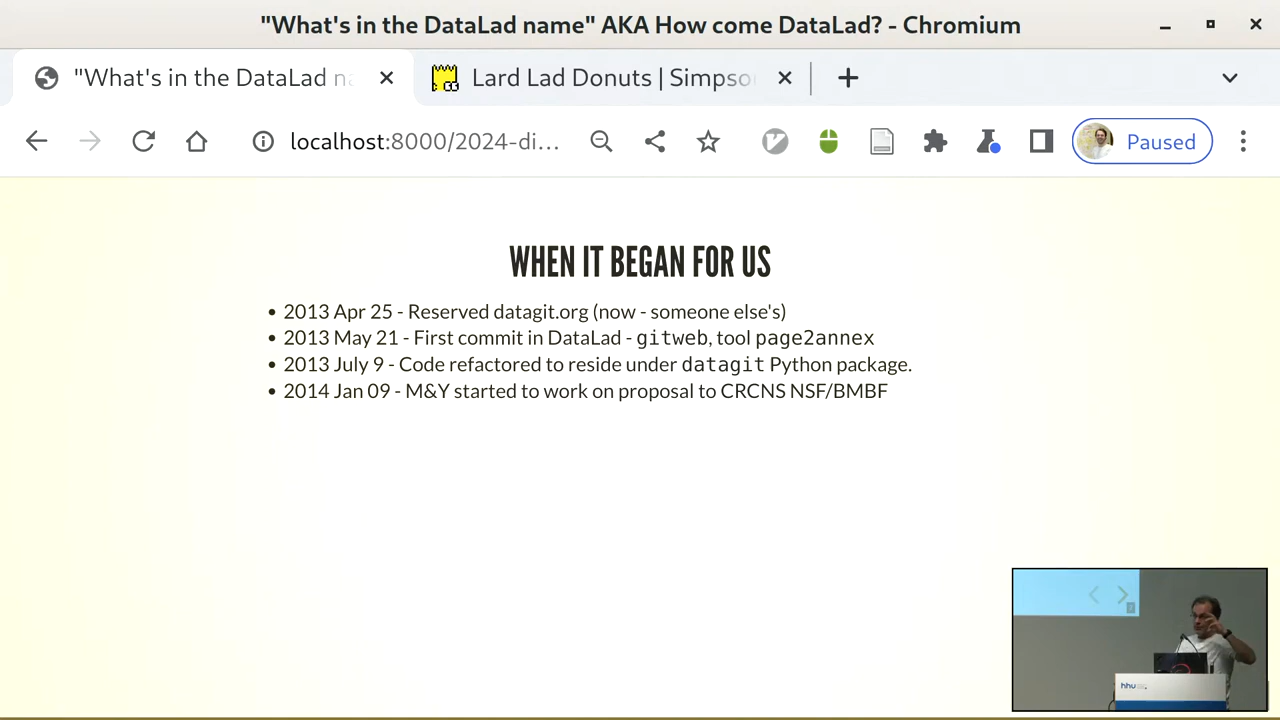 "What's in the DataLad name" AKA How come DataLad? - Chromium
"What's in the DataLad na
Lard Lad Donuts | Simpso
localhost:8000/2024-di...
Paused
WHEN IT BEGAN FOR US
• 2013 Apr 25 - Reserved datagit.org (now - someone else's)
• 2013 May 21 - First commit in DataLad - gitweb, tool page2annex
• 2013 July 9 - Code refactored to reside under datagit Python package.
• 2014 Jan 09 - M&Y started to work on proposal to CRCNS NSF/BMBF
hhu